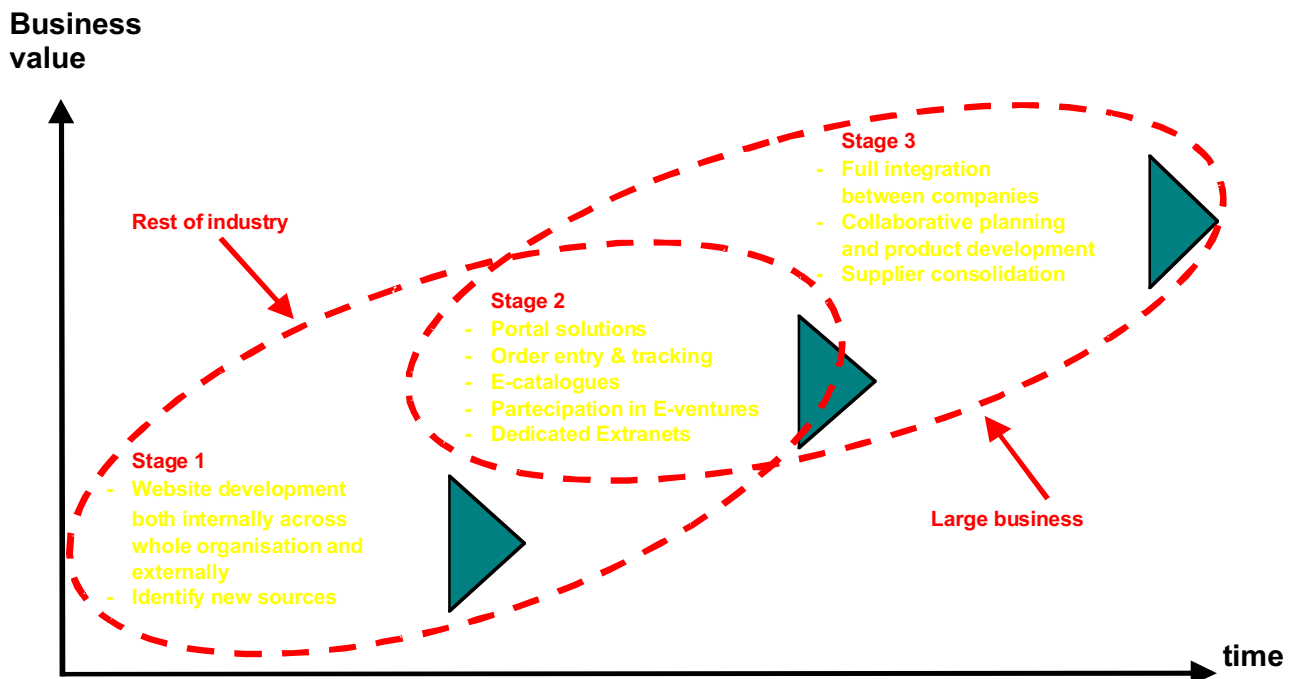 Business
value
Stage 3
- Full integration
between companies
- Collaborative planning
and product development
- Supplier consolidation
Rest of industry
Stage 2
- Portal solutions
- Order entry & tracking
- E-catalogues
- Partecipation in E-ventures
- Dedicated Extranets
Stage 1
- Website development
both internally across
whole organisation and
externally
- Identify new sources
Large business
time